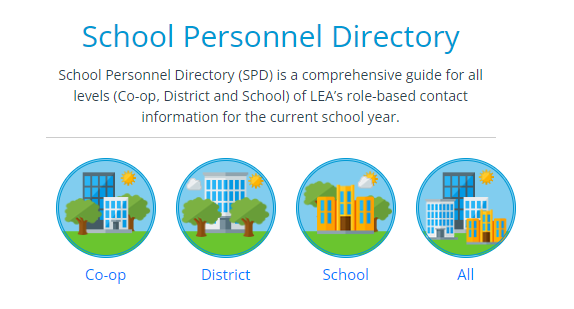 School Personnel Directory
School Personnel Directory (SPD) is a comprehensive guide for all
levels (Co-op, District and School) of LEA's role-based contact
information for the current school year.
Co-op District School All